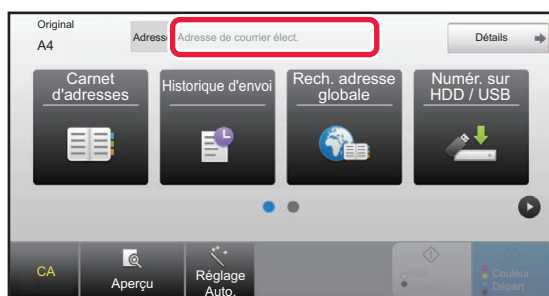 Original
A4
Adresse
Adresse de courrier élect.
Détails
Carnet
d'adresses
Historique d'envoi
Rech. adresse
globale
Numér. sur
HDD / USB
CA
Aperçu
Réglage
Auto.
N&B
Couleur
Départ